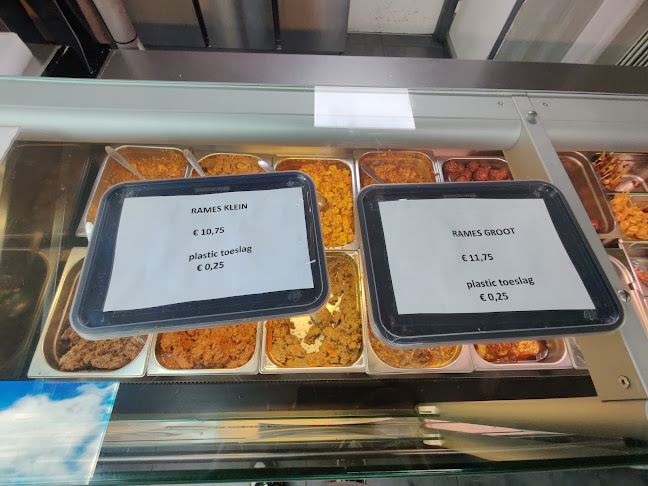 RAMES KLEIN
€ 10,75
plastic toeslag
€ 0,25
RAMES GROOT
€ 11,75
plastic toeslag
€ 0,25